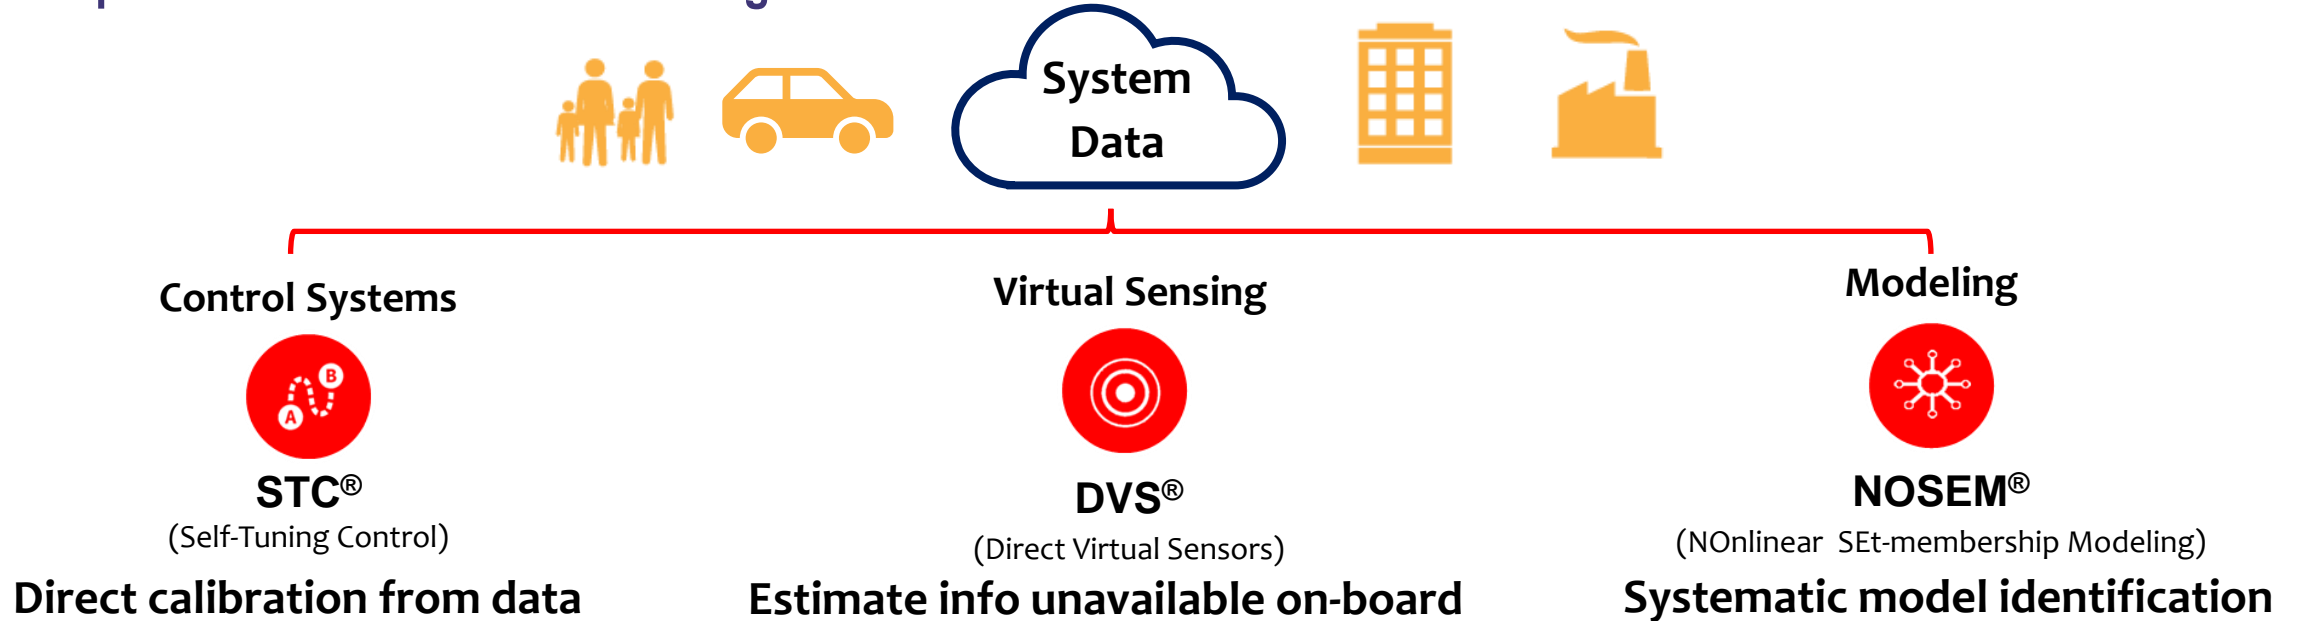 System
Data
Control Systems
Virtual Sensing
Modeling
A
B
STC®
(Self-Tuning Control)
Direct calibration from data
DVS®
(Direct Virtual Sensors)
Estimate info unavailable on-board
NOSEM®
(NOnlinear SEt-membership Modeling)
Systematic model identification